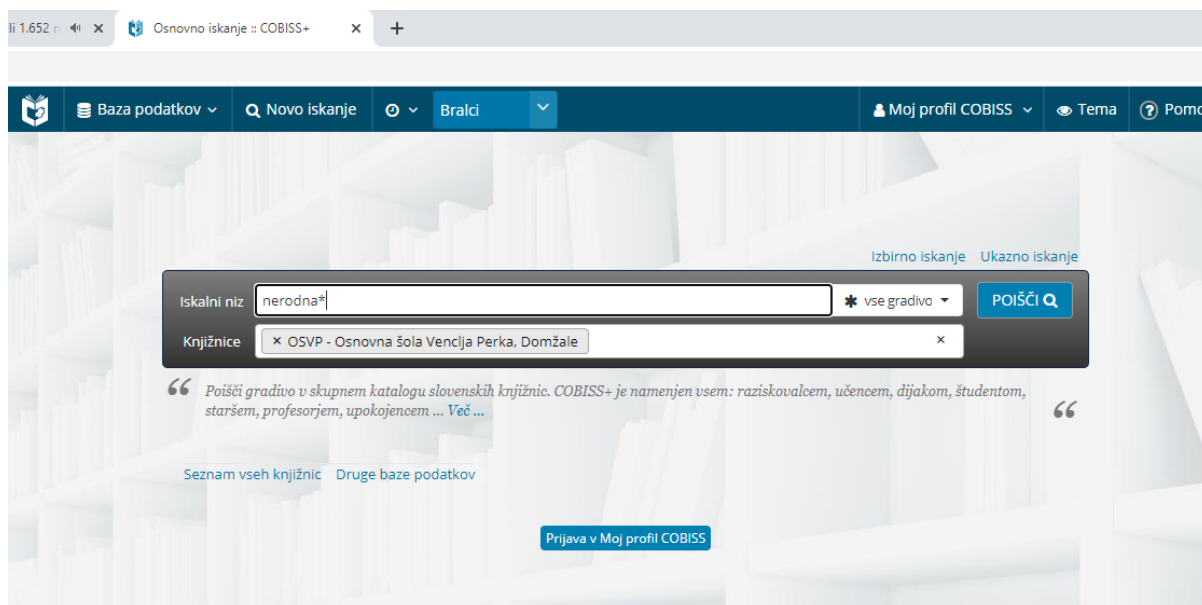 li 1.652 Osnovno iskanje :: COBISS+
Baza podatkov Novo iskanje Bralci Moj profil COBISS Tema Pomo
Izbirno iskanje Ukazno iskanje
Iskalni niz nerodna* vse gradivo POIŠČI
Knjižnice × OSVP - Osnovna šola Venclja Perka, Domžale ×
Poišči gradivo v skupnem katalogu slovenskih knjižnic. COBISS+ je namenjen vsem: raziskovalcem, učencem, dijakom, študentom,
staršem, profesorjem, upokojencem ... Več ...
Seznam vseh knjižnic Druge baze podatkov
Prijava v Moj profil COBISS